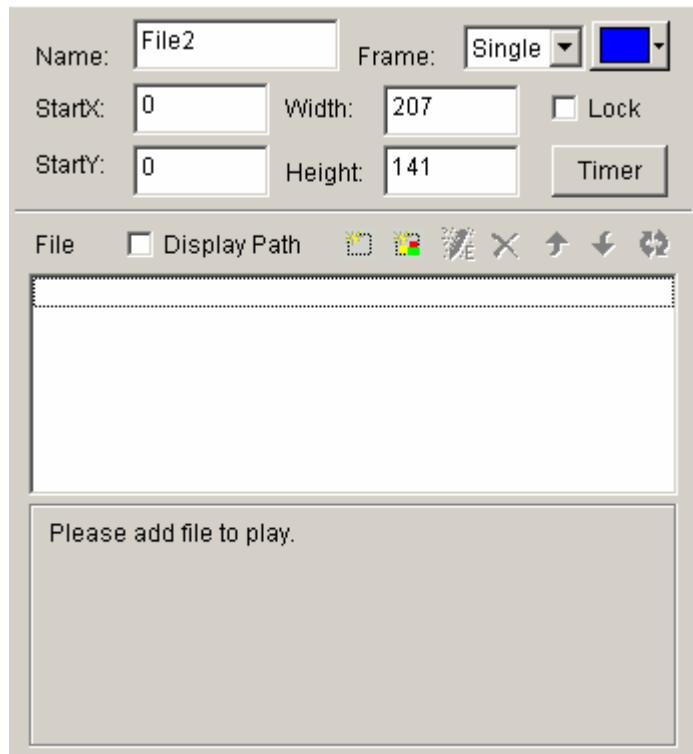 Name: File2 Frame: Single
StartX: 0 Width: 207 Lock
StartY: 0 Height: 141 Timer
File Display Path
Please add file to play.